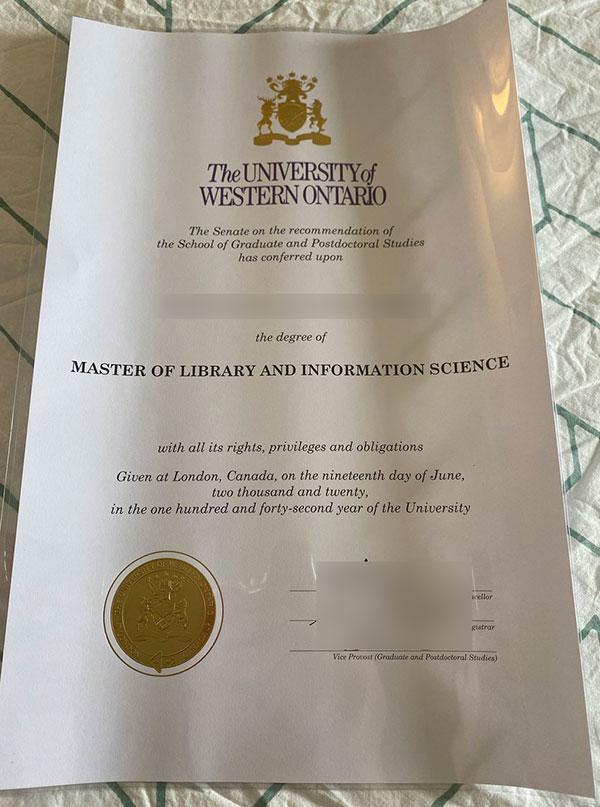 The UNIVERSITY of
WESTERN ONTARIO
The Senate on the recommendation of
the School of Graduate and Postdoctoral Studies
has conferred upon
the degree of
MASTER OF LIBRARY AND INFORMATION SCIENCE
with all its rights, privileges and obligations
Given at London, Canada, on the nineteenth day of June,
two thousand and twenty,
in the one hundred and forty-second year of the University
Vice Provost (Graduate and Postdoctoral Studies)